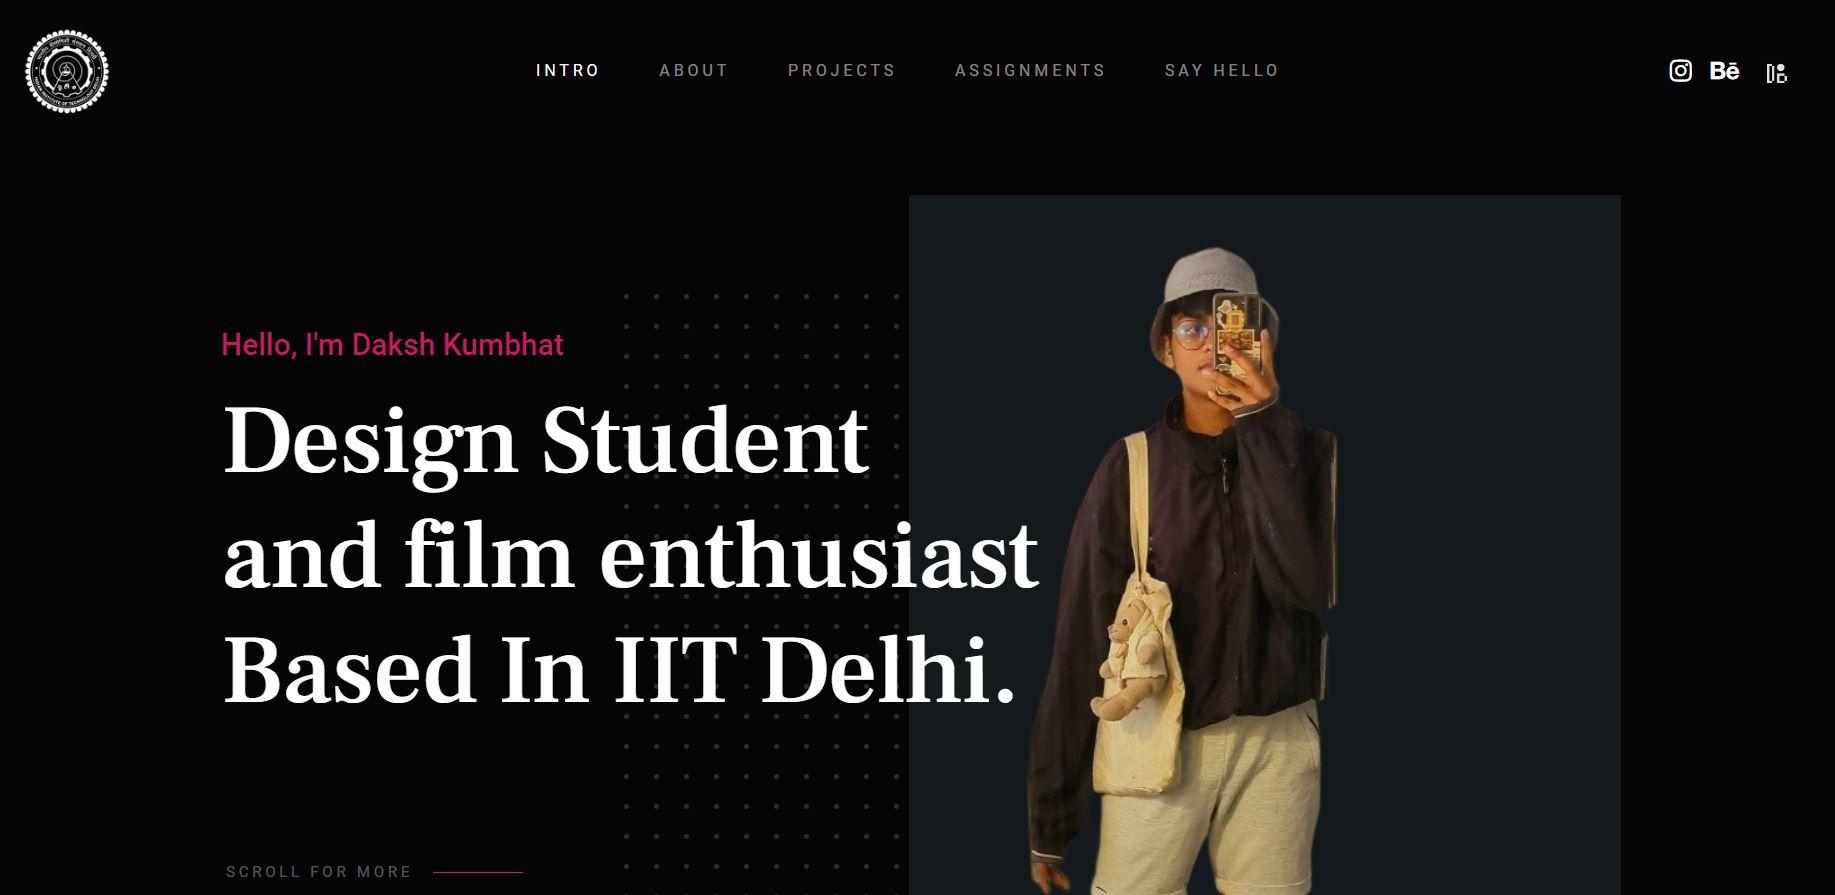 INTRO
ABOUT
PROJECTS
ASSIGNMENTS
SAY HELLO
Bē
Hello, I'm Daksh Kumbhat
Design Student
and film enthusiast
Based In IIT Delhi.
SCROLL FOR MORE